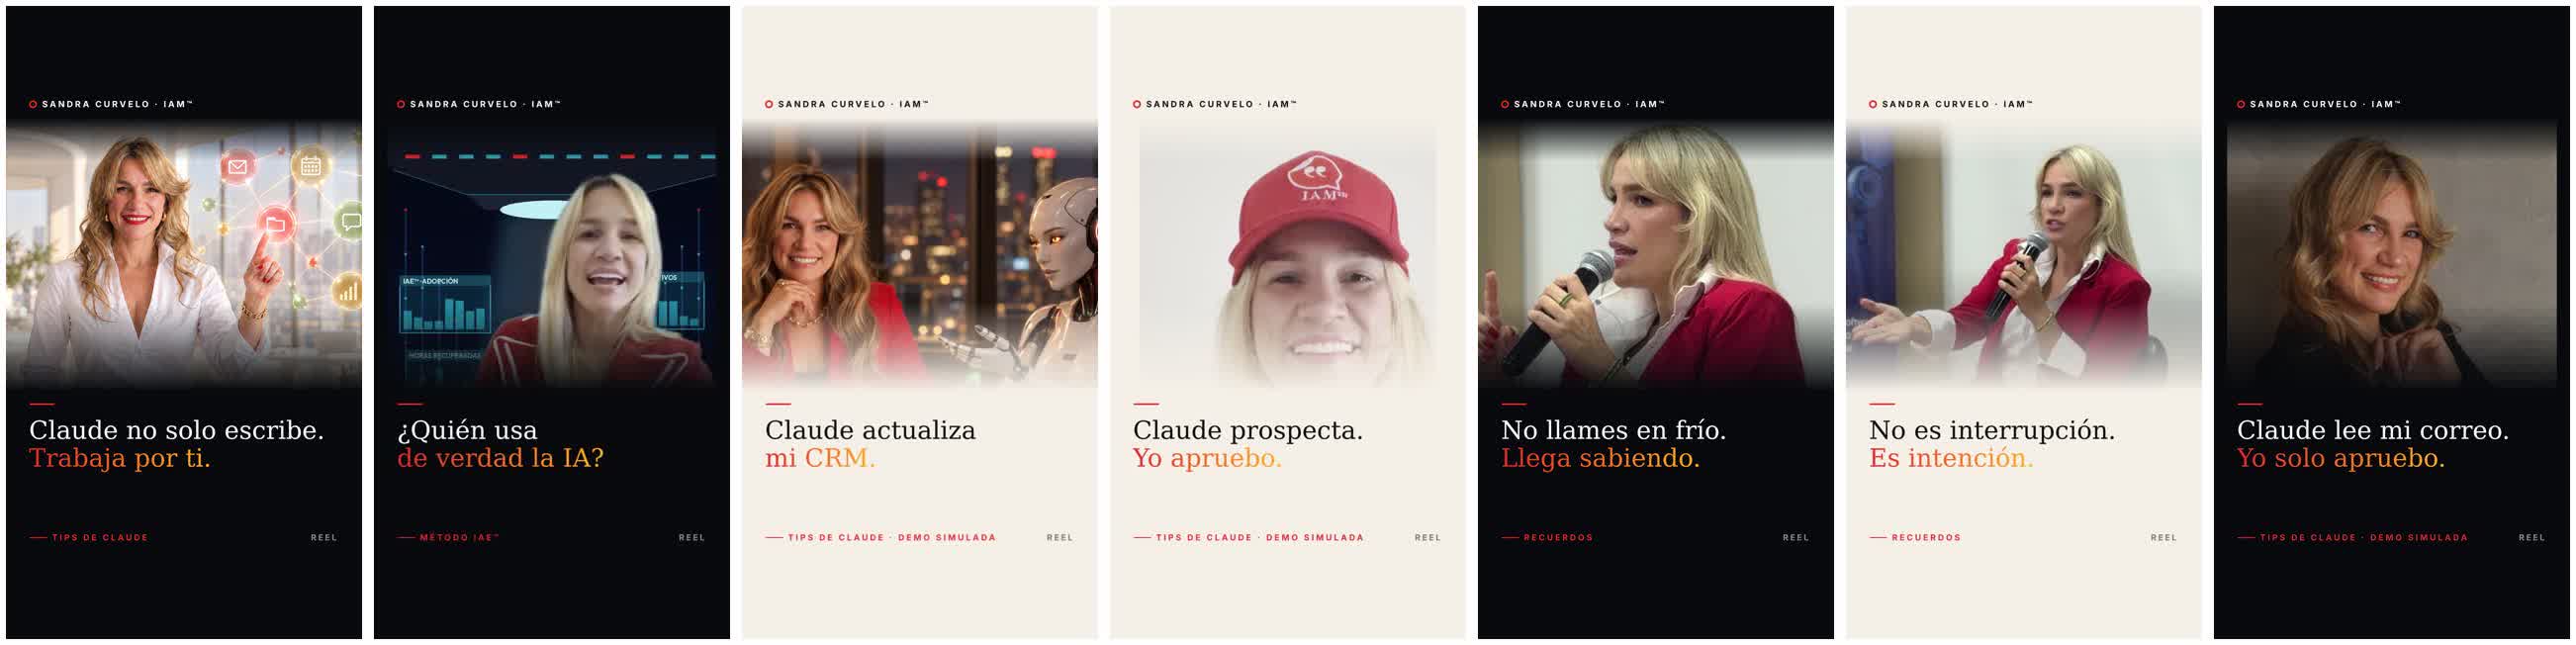 SANDRA CURVELO · IAM™
Claude no solo escribe.
Trabaja por ti.
TIPS DE CLAUDE
REEL
SANDRA CURVELO · IAM™
IAE™ ADOPCIÓN
IVOS
HORAS RECUPERADAS
¿Quién usa
de verdad la IA?
MÉTODO IAE™
REEL
SANDRA CURVELO · IAM™
Claude actualiza
mi CRM.
TIPS DE CLAUDE · DEMO SIMULADA
REEL
SANDRA CURVELO · IAM™
IAM™
Claude prospecta.
Yo apruebo.
TIPS DE CLAUDE · DEMO SIMULADA
REEL
SANDRA CURVELO · IAM™
No llames en frío.
Llega sabiendo.
RECUERDOS
REEL
SANDRA CURVELO · IAM™
No es interrupción.
Es intención.
RECUERDOS
REEL
SANDRA CURVELO · IAM™
Claude lee mi correo.
Yo solo apruebo.
TIPS DE CLAUDE · DEMO SIMULADA
REEL